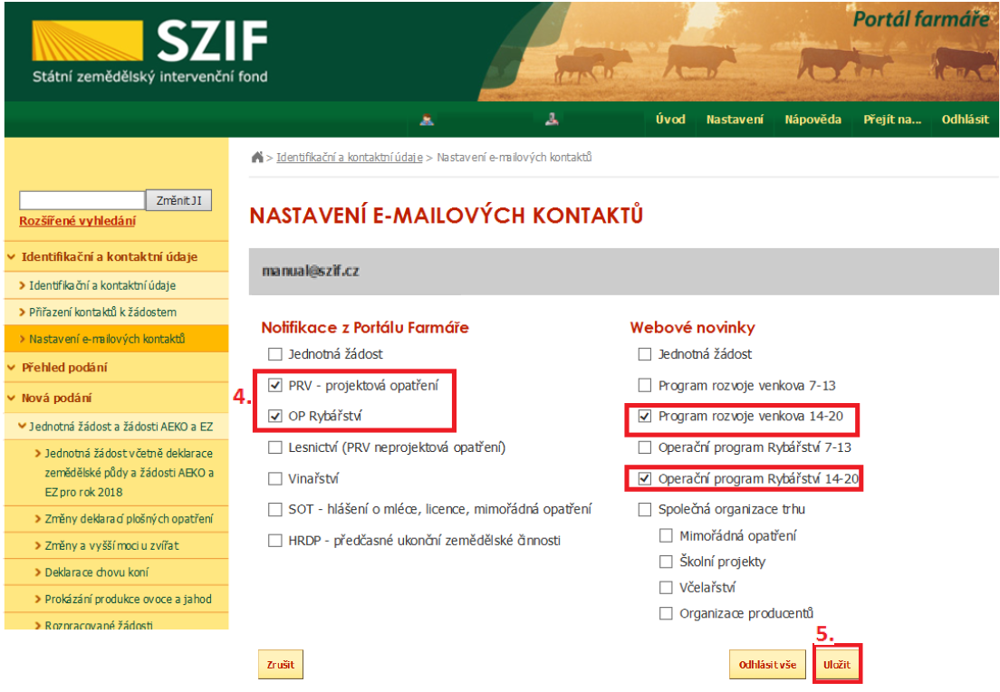 SZIF
Státní zemědělský intervenční fond
Portál farmáře
Úvod Nastavení Nápověda Přejít na... Odhlásit
> Identifikační a kontaktní údaje > Nastavení e-mailových kontaktů
Změnit JI
Rozšířené vyhledání
Identifikační a kontaktní údaje
Identifikační a kontaktní údaje
Přiřazení kontaktů k žádostem
Nastavení e-mailových kontaktů
Přehled podání
Nová podání
Jednotná žádost a žádosti AEKO a EZ
Jednotná žádost včetně deklarace
zemědělské půdy a žádosti AEKO a
EZ pro rok 2018
Změny deklarací plošných opatření
Změny a vyšší moci u zvířat
Deklarace chovu koní
Prokázání produkce ovoce a jahod
Rozpracované žádosti
NASTAVENÍ E-MAILOVÝCH KONTAKTŮ
manual@szif.cz
Notifikace z Portálu Farmáře
Jednotná žádost
4.
PRV - projektová opatření
OP Rybářství
Lesnictví (PRV neprojektová opatření)
Vinařství
SOT - hlášení o mléce, licence, mimořádná opatření
HRDP - předčasné ukonční zemědělské činnosti
Webové novinky
Jednotná žádost
Program rozvoje venkova 7-13
Program rozvoje venkova 14-20
Operační program Rybářství 7-13
Operační program Rybářství 14-20
Společná organizace trhu
Mimořádná opatření
Školní projekty
Včelařství
Organizace producentů
5.
Zrušit
Odhlásit vše
Uložit